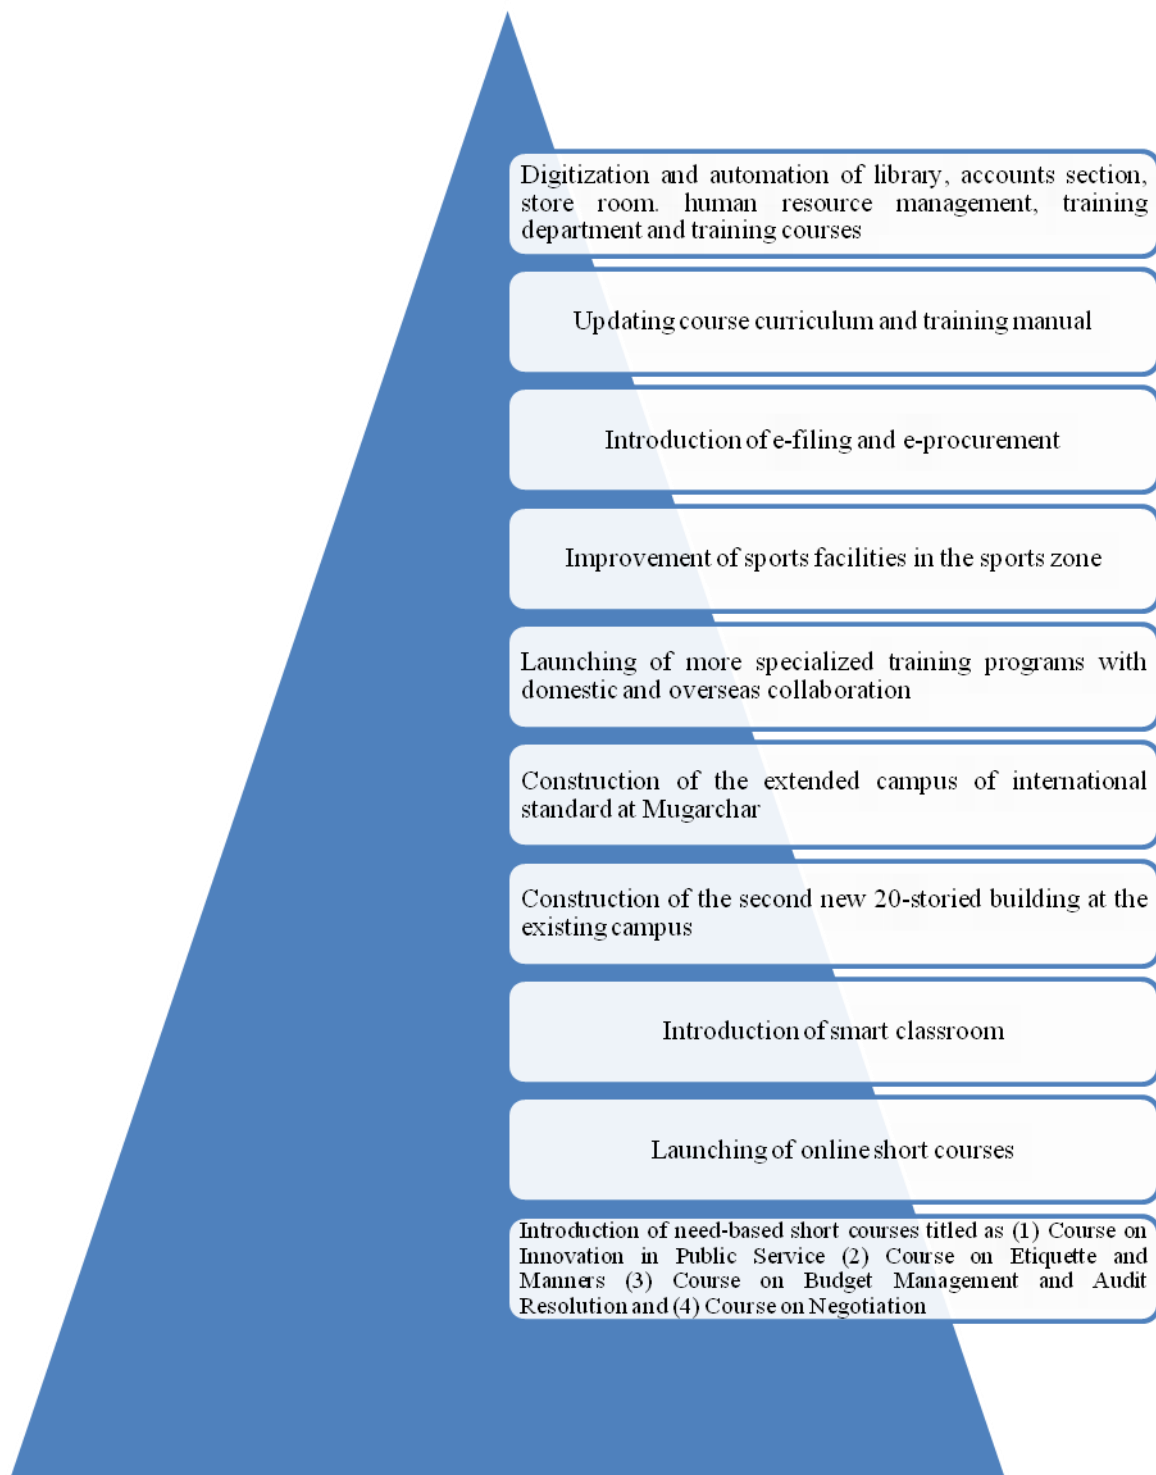 Digitization and automation of library, accounts section,
store room. human resource management, training
department and training courses
Updating course curriculum and training manual
Introduction of e-filing and e-procurement
Improvement of sports facilities in the sports zone
Launching of more specialized training programs with
domestic and overseas collaboration
Construction of the extended campus of international
standard at Mugarchar
Construction of the second new 20-storied building at the
existing campus
Introduction of smart classroom
Launching of online short courses
Introduction of need-based short courses titled as (1) Course on
Innovation in Public Service (2) Course on Etiquette and
Manners (3) Course on Budget Management and Audit
Resolution and (4) Course on Negotiation